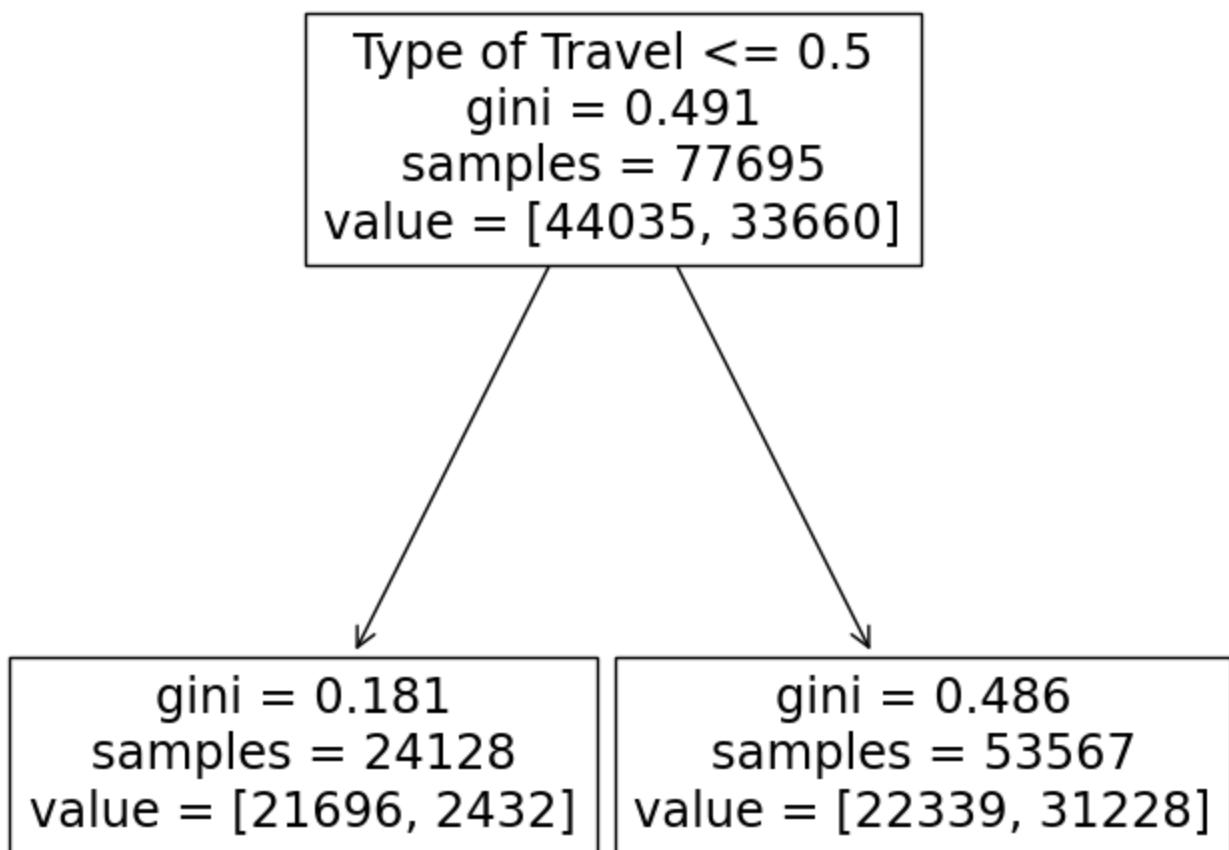 Type of Travel <= 0.5
gini = 0.491
samples = 77695
value = [44035, 33660]
gini = 0.181
samples = 24128
value = [21696, 2432]
gini = 0.486
samples = 53567
value = [22339, 31228]